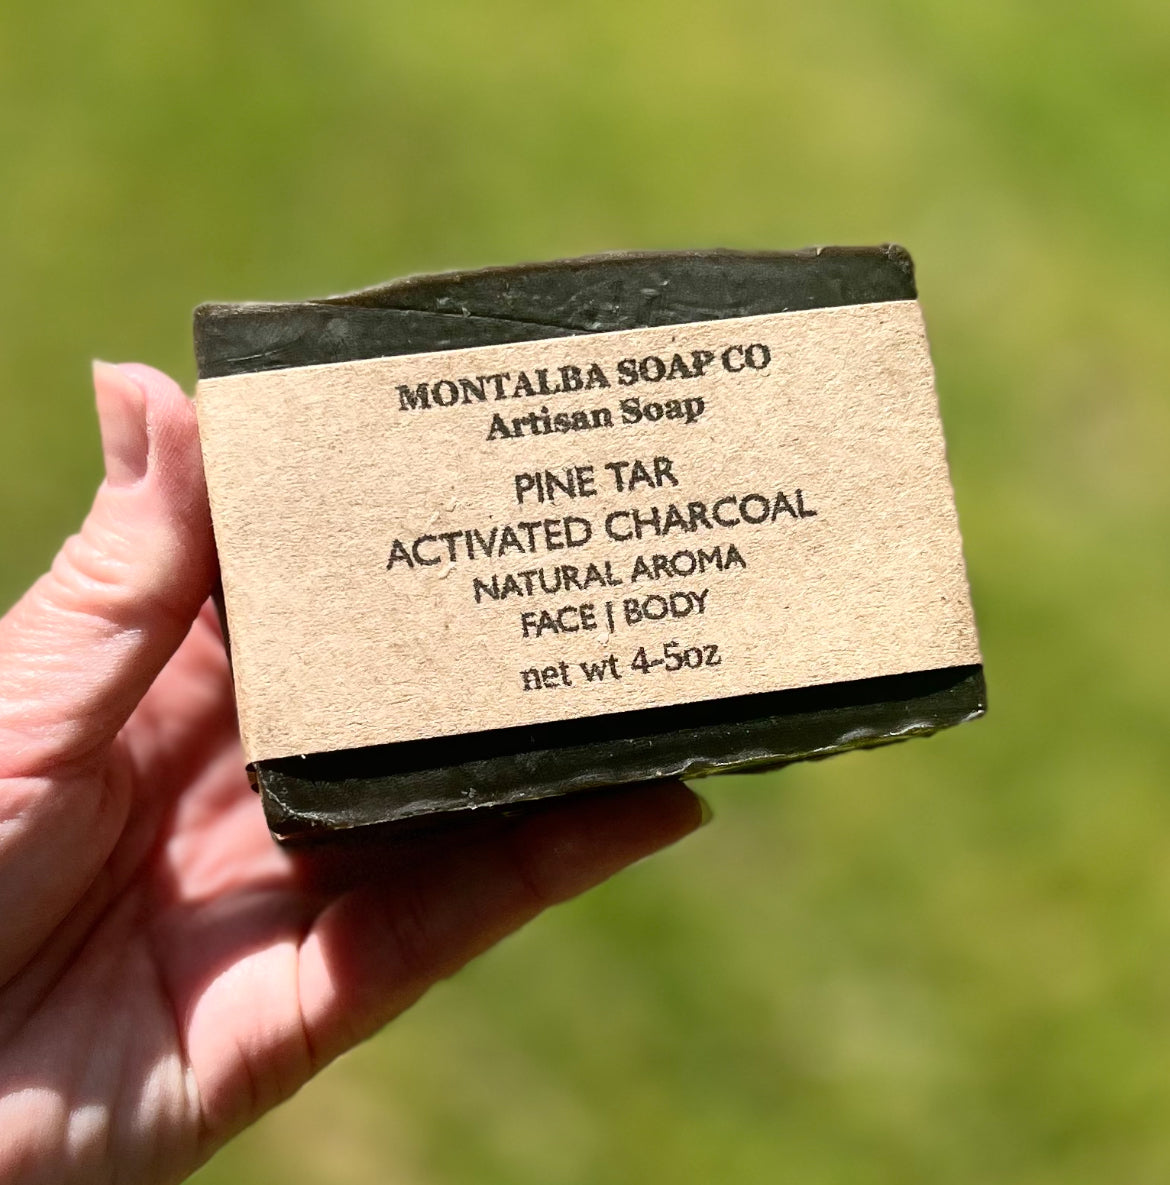 MONTALBA SOAP CO
Artisan Soap
PINE TAR
ACTIVATED CHARCOAL
NATURAL AROMA
FACE | BODY
net wt 4-5oz